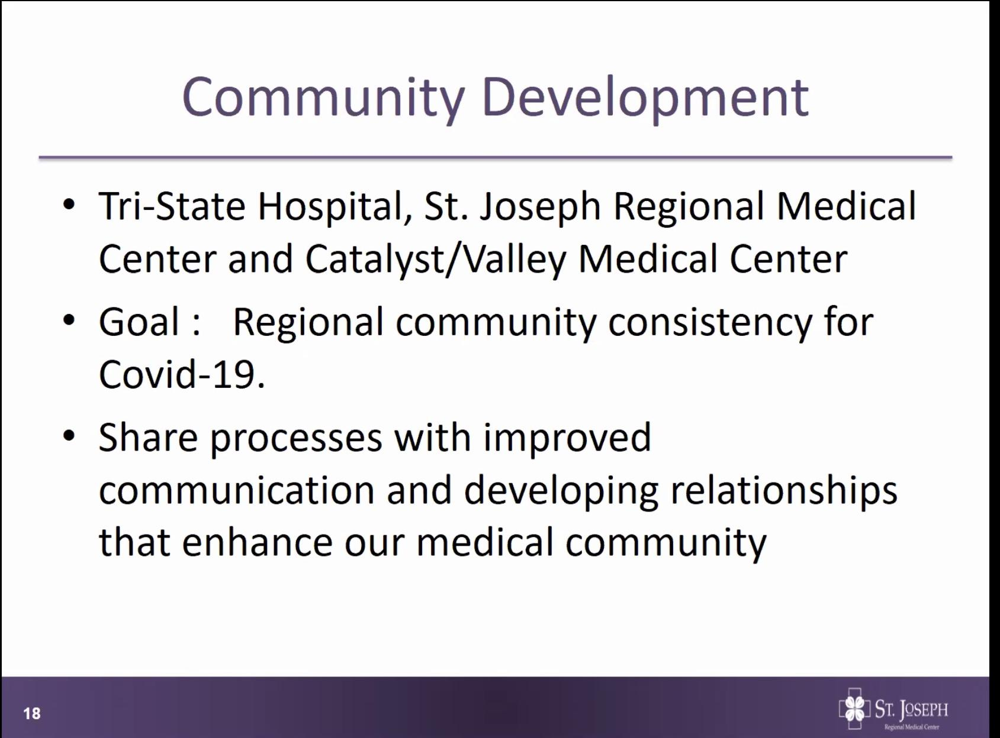 Community Development
• Tri-State Hospital, St. Joseph Regional Medical
Center and Catalyst/Valley Medical Center
• Goal :   Regional community consistency for
Covid-19.
• Share processes with improved
communication and developing relationships
that enhance our medical community
18
ST. JOSEPH
Regional Medical Center